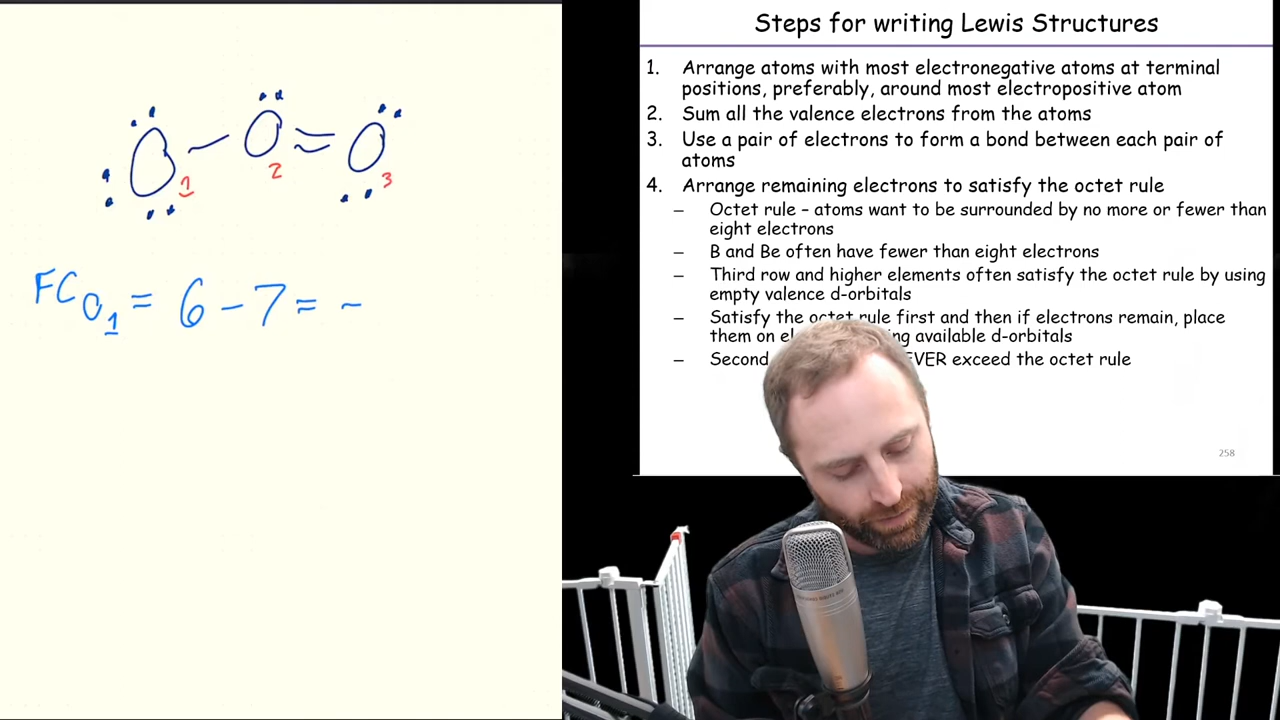 O – O = O
1 2 3
FC O1 = 6 – 7 = –
Steps for writing Lewis Structures
1. Arrange atoms with most electronegative atoms at terminal
positions, preferably, around most electropositive atom
2. Sum all the valence electrons from the atoms
3. Use a pair of electrons to form a bond between each pair of
atoms
4. Arrange remaining electrons to satisfy the octet rule
– Octet rule – atoms want to be surrounded by no more or fewer than
eight electrons
– B and Be often have fewer than eight electrons
– Third row and higher elements often satisfy the octet rule by using
empty valence d-orbitals
– Satisfy the octet rule first and then if electrons remain, place
them on el ng available d-orbitals
– Second EVER exceed the octet rule
258